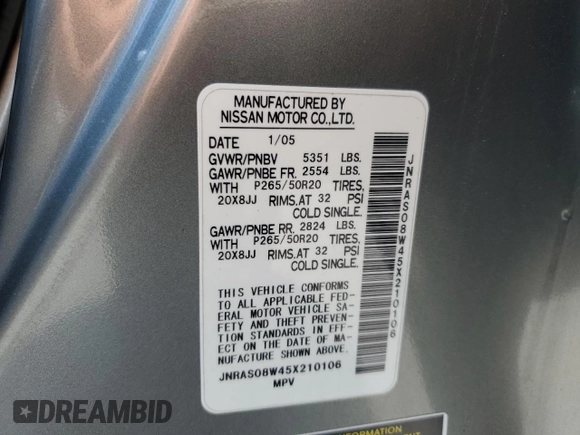 MANUFACTURED BY
NISSAN MOTOR CO.,LTD.
DATE 1/05
GVWR/PNBV 5351 LBS.
GAWR/PNBE FR. 2554 LBS.
WITH P265/50R20 TIRES,
20X8JJ RIMS,AT 32 PSI
COLD SINGLE.
GAWR/PNBE RR. 2824 LBS.
WITH P265/50R20 TIRES,
20X8JJ RIMS,AT 32 PSI
COLD SINGLE.
THIS VEHICLE CONFORMS
TO ALL APPLICABLE FED-
ERAL MOTOR VEHICLE SA-
FETY AND THEFT PREVEN-
TION STANDARDS IN EFF-
ECT ON THE DATE OF MA-
NUFACTURE SHOWN ABOVE.
JNRAS08W45X210106
MPV
JNRAS08W45X210106
INFORMATION
DREAMBID